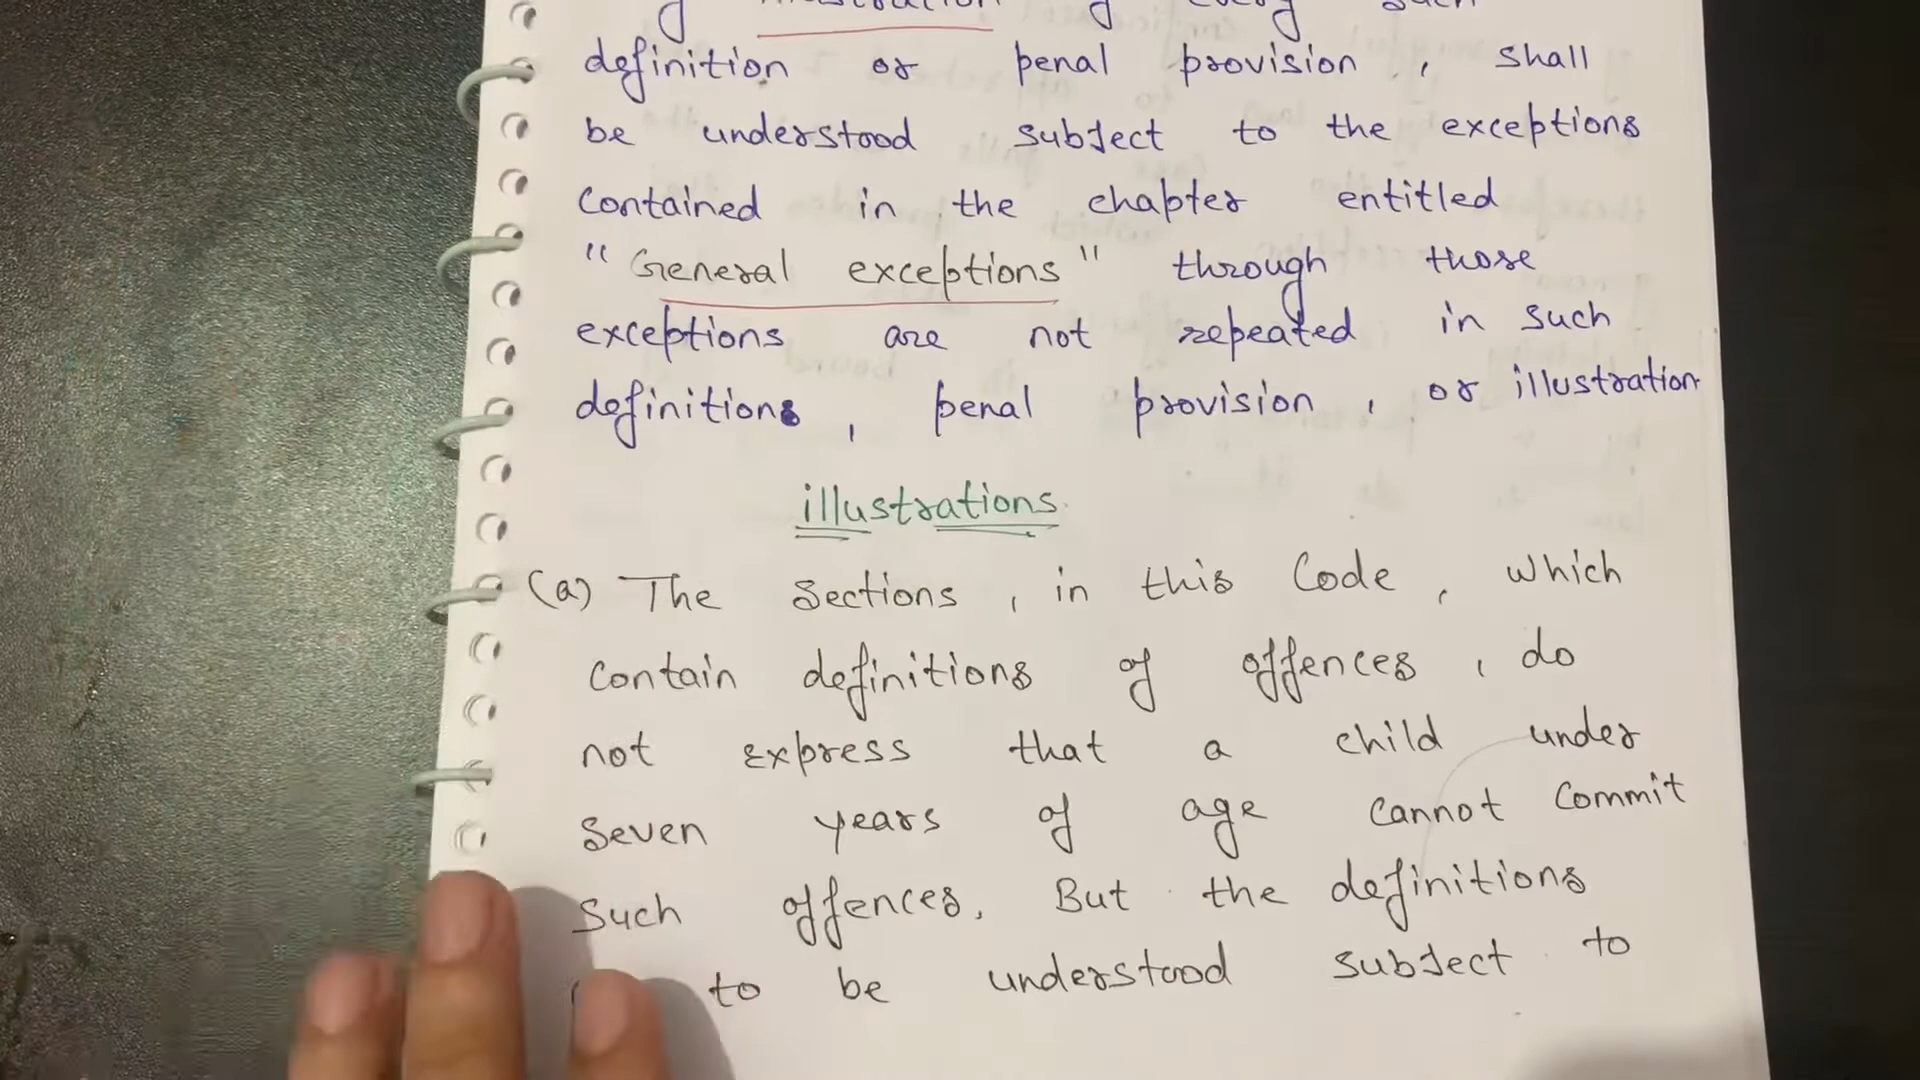 illustration every such
definition or penal provision, shall
be understood subject to the exceptions
contained in the chapter entitled
"General exceptions" through those
exceptions are not repeated in such
definitions, penal provision, or illustration
illustrations.
(a) The sections, in this Code, which
contain definitions of offences, do
not express that a child under
seven years of age cannot commit
such offences. But the definitions
to be understood subject to